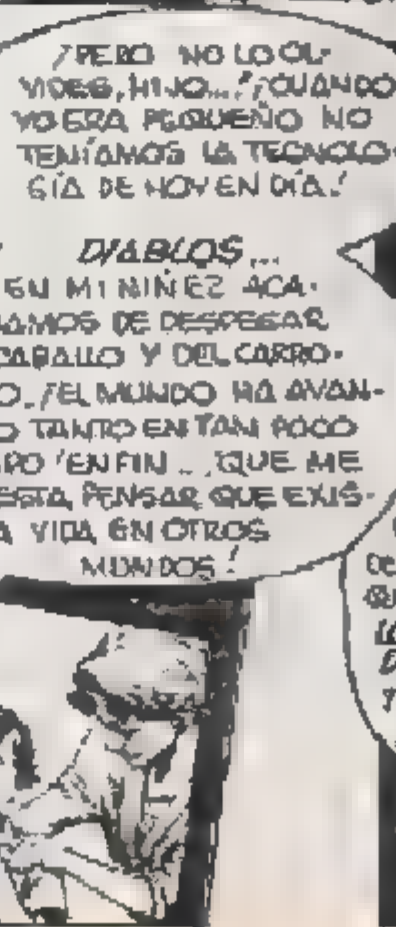 ¡PERO NO LO OL-
VIDES, HIJO...! ¡CUANDO
YO ERA PEQUEÑO NO
TENÍAMOS LA TECNOLO-
GÍA DE HOY EN DÍA!
DIABLOS...
EN MI NIÑEZ ACA-
BAMOS DE DESPEGAR
CABALLO Y DEL CARRO-
O. ¡EL MUNDO HA AVAN-
O TANTO EN TAN POCO
PO! EN FIN... QUE ME
ESTA PENSAR QUE EXIS-
A VIDA EN OTROS
MUNDOS!
DE
QU